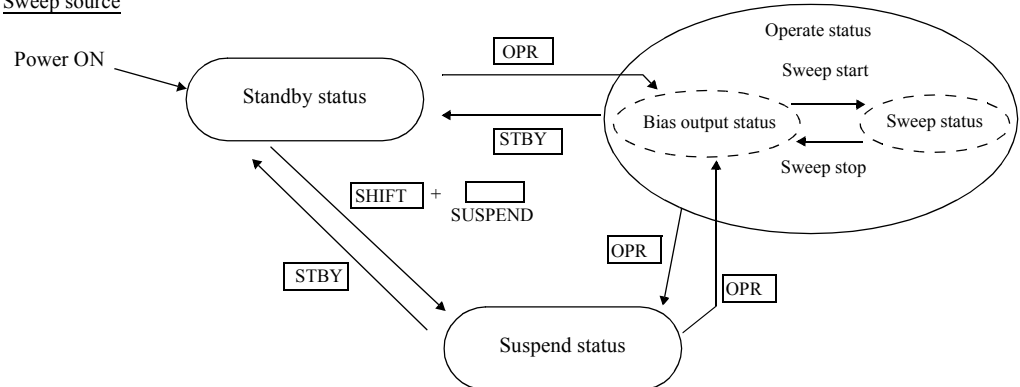 Sweep source
Power ON
Standby status
OPR
STBY
Operate status
Sweep start
Bias output status
Sweep status
Sweep stop
SHIFT +
SUSPEND
STBY
OPR
OPR
Suspend status